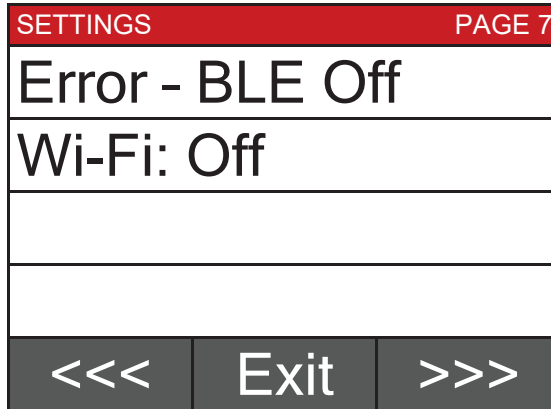 SETTINGS PAGE 7
Error - BLE Off
Wi-Fi: Off
<<< Exit >>>